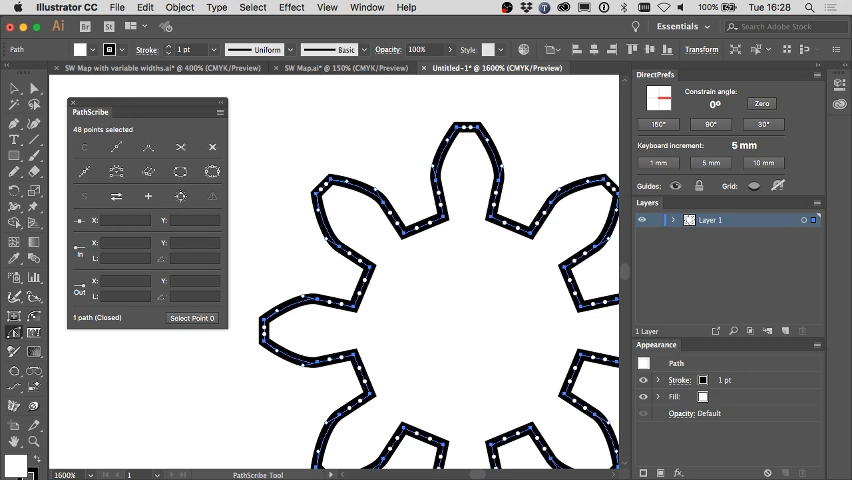 Illustrator CC File Edit Object Type Select Effect View Window Help 100% Tue 16:28
Ai Br St Essentials Search Adobe Stock
Path Stroke: 1 pt Uniform Basic Opacity: 100% Style: Transform
SW Map with variable widths.ai* @ 400% (CMYK/Preview) SW Map.ai* @ 150% (CMYK/Preview) Untitled-1* @ 1600% (CMYK/Preview)
PathScribe
48 points selected
X: Y:
X: Y:
In
L:
X: Y:
Out
L:
1 path (Closed) Select Point 0
DirectPrefs
Constrain angle:
0º
Zero
150° 90° 30°
Keyboard increment: 5 mm
1 mm 5 mm 10 mm
Guides: Grid:
Layers
Layer 1
1 Layer
Appearance
Path
Stroke: 1 pt
Fill:
Opacity: Default
fx
1600% 1 PathScribe Tool